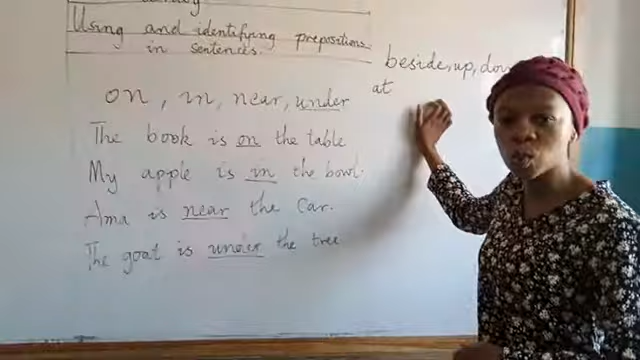 Using and identifying prepositions
in sentences.
beside, up, down
at
on, in, near, under
The book is on the table
My apple is in the bowl.
Ama is near the car.
The goat is under the tree